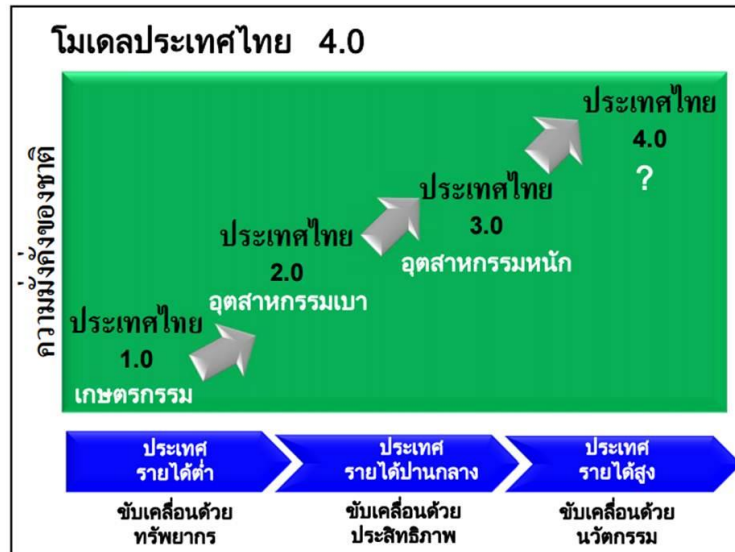 โมเดลประเทศไทย 4.0
ความมั่งคั่งของชาติ
ประเทศไทย
4.0
?
ประเทศไทย
3.0
อุตสาหกรรมหนัก
ประเทศไทย
2.0
อุตสาหกรรมเบา
ประเทศไทย
1.0
เกษตรกรรม
ประเทศ
รายได้ต่ำ
ประเทศ
รายได้ปานกลาง
ประเทศ
รายได้สูง
ขับเคลื่อนด้วย
ทรัพยากร
ขับเคลื่อนด้วย
ประสิทธิภาพ
ขับเคลื่อนด้วย
นวัตกรรม